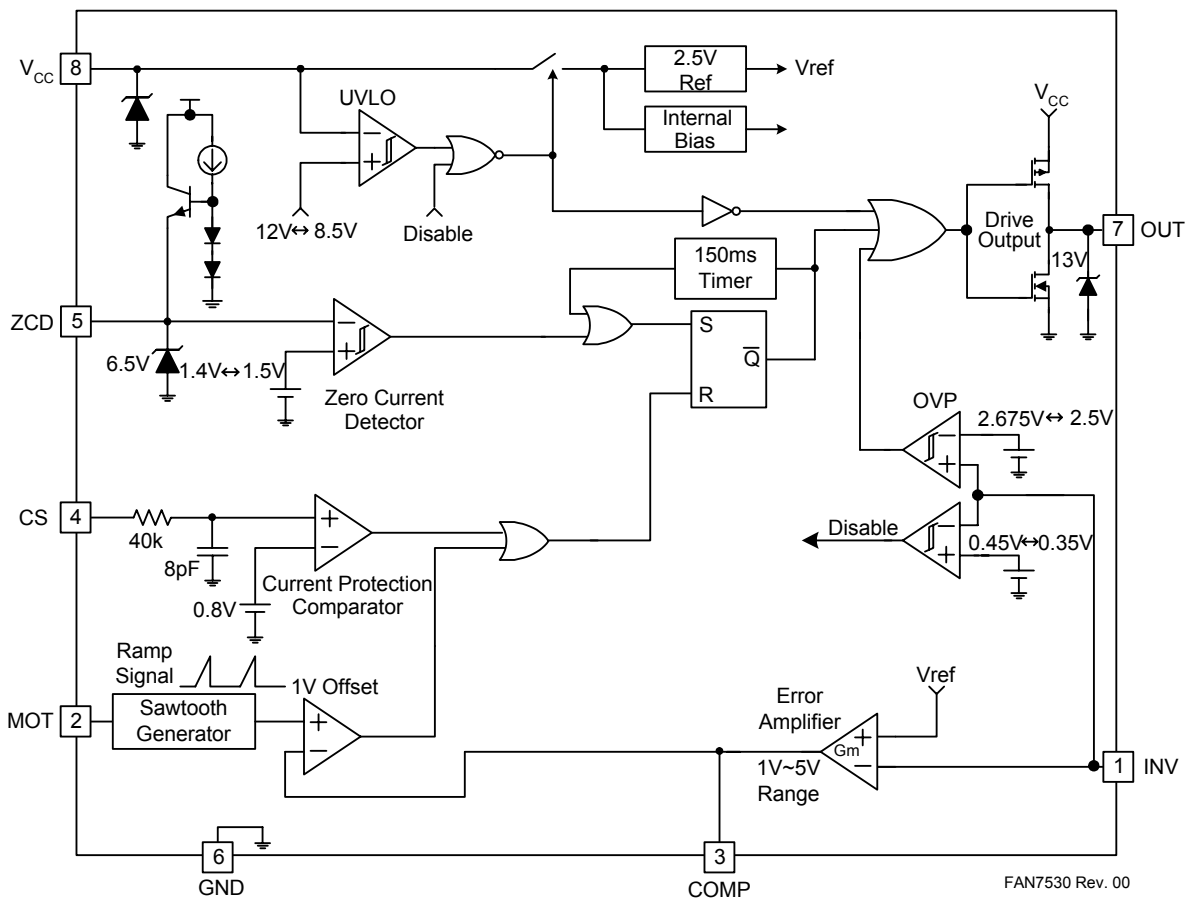 V_CC
8
2.5V
Ref
Vref
UVLO
Internal
Bias
V_CC
12V↔8.5V
Disable
Drive
Output
7
OUT
13V
150ms
Timer
ZCD
5
6.5V
1.4V↔1.5V
Zero Current
Detector
S
Q̅
R
OVP
2.675V↔2.5V
CS
4
40k
8pF
Current Protection
Comparator
0.8V
Disable
0.45V↔0.35V
Ramp
Signal
1V Offset
MOT
2
Sawtooth
Generator
Error
Amplifier
Vref
Gm
1V~5V
Range
1
INV
6
GND
3
COMP
FAN7530 Rev. 00